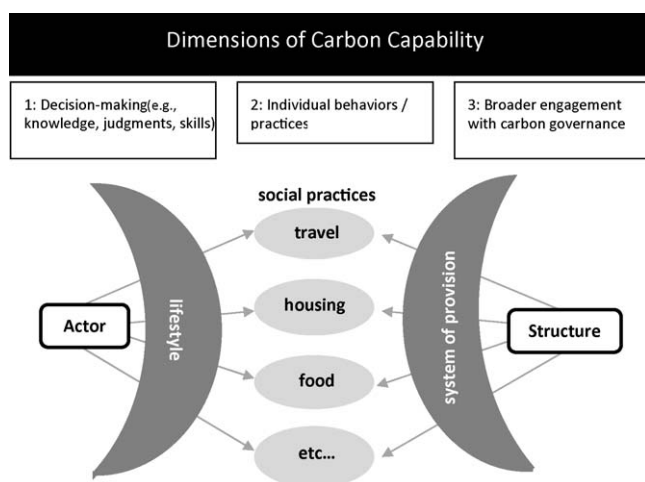 Dimensions of Carbon Capability
1: Decision-making(e.g.,
knowledge, judgments, skills)
2: Individual behaviors /
practices
3: Broader engagement
with carbon governance
social practices
travel
housing
food
etc...
Actor
lifestyle
system of provision
Structure